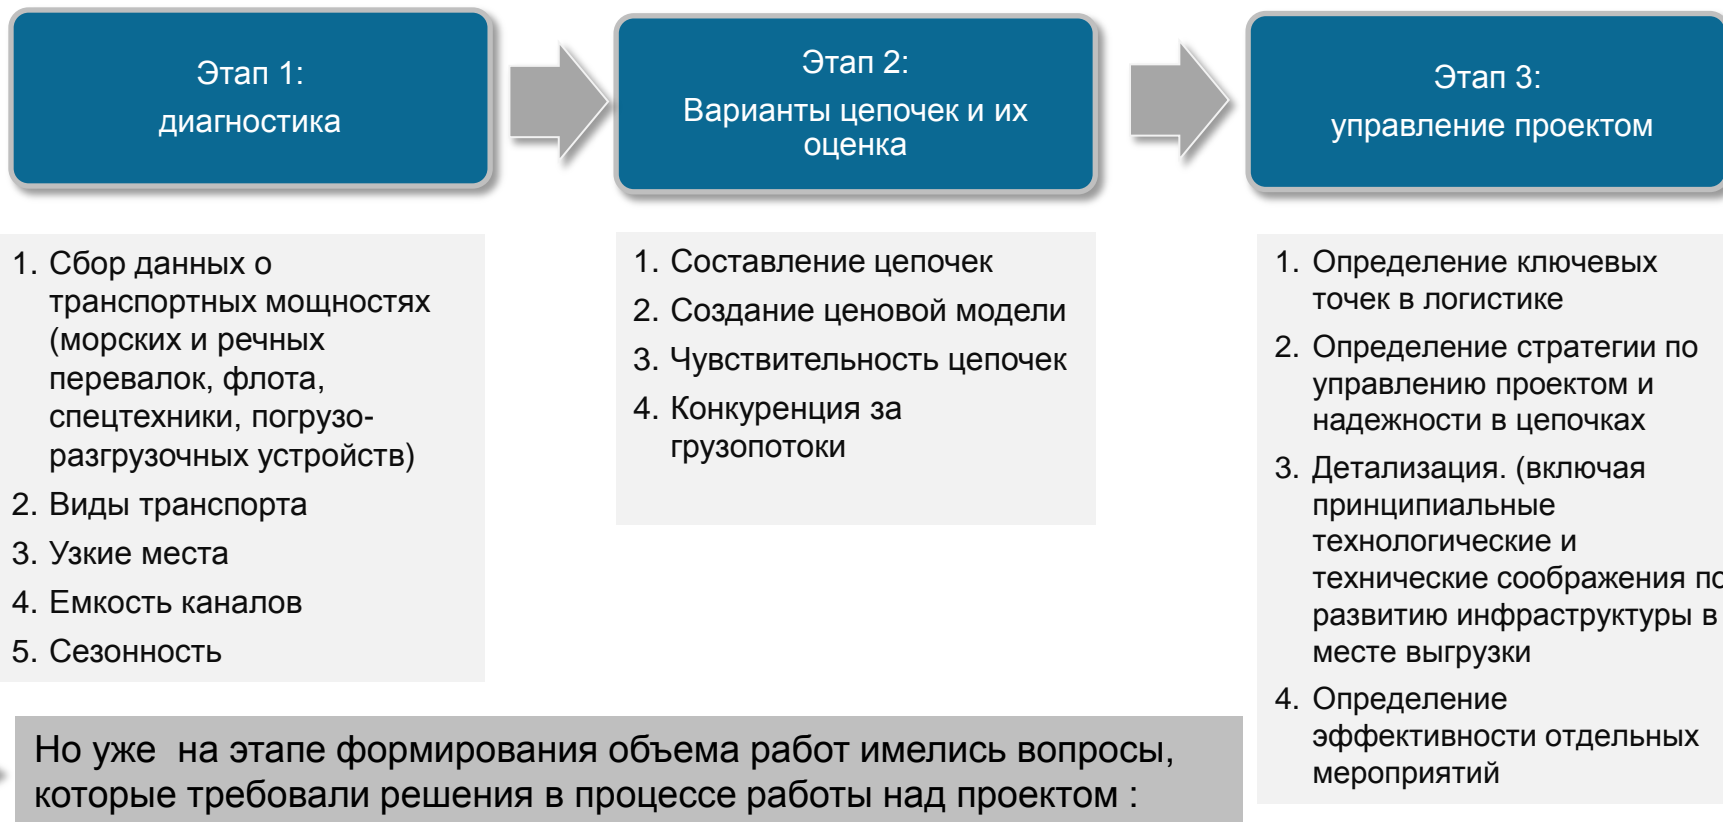 Этап 1:
диагностика
Этап 2:
Варианты цепочек и их
оценка
Этап 3:
управление проектом
1. Сбор данных о
транспортных мощностях
(морских и речных
перевалок, флота,
спецтехники, погрузо-
разгрузочных устройств)
2. Виды транспорта
3. Узкие места
4. Емкость каналов
5. Сезонность
1. Составление цепочек
2. Создание ценовой модели
3. Чувствительность цепочек
4. Конкуренция за
грузопотоки
1. Определение ключевых
точек в логистике
2. Определение стратегии по
управлению проектом и
надежности в цепочках
3. Детализация. (включая
принципиальные
технологические и
технические соображения по
развитию инфраструктуры в
месте выгрузки
4. Определение
эффективности отдельных
мероприятий
Но уже на этапе формирования объема работ имелись вопросы,
которые требовали решения в процессе работы над проектом :